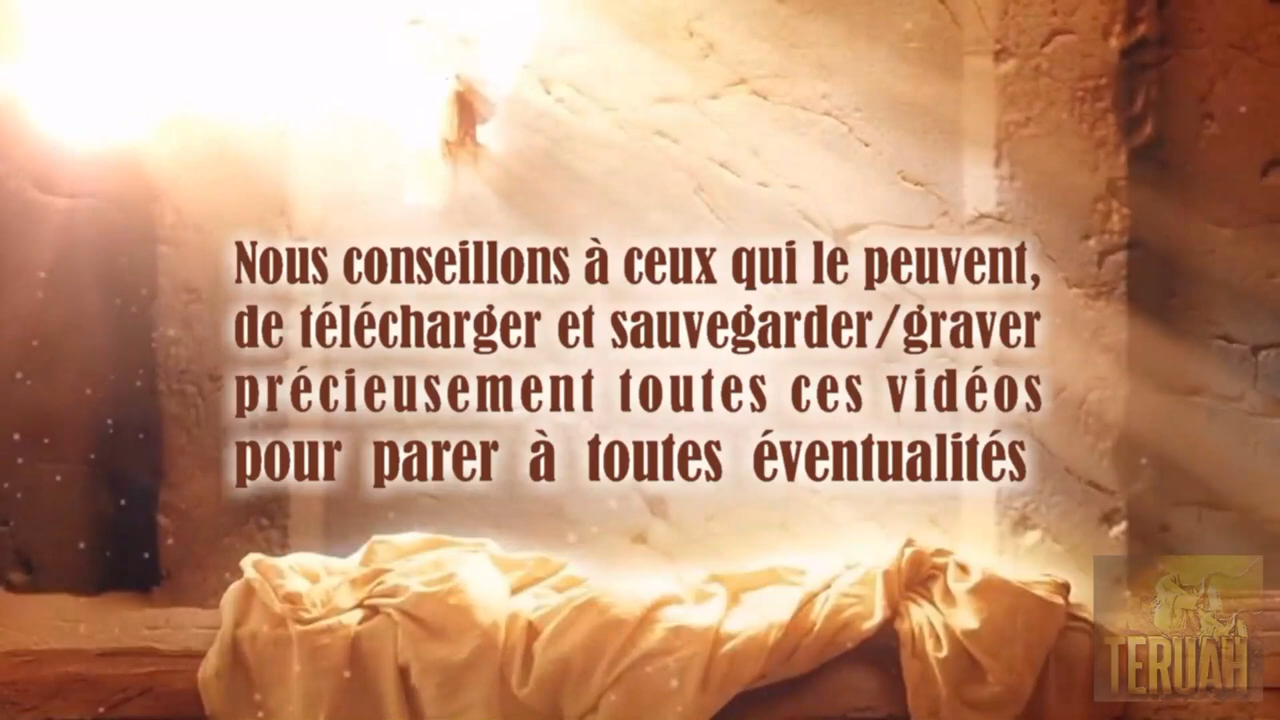 Nous conseillons à ceux qui le peuvent,
de télécharger et sauvegarder/graver
précieusement toutes ces vidéos
pour parer à toutes éventualités
TERUAH